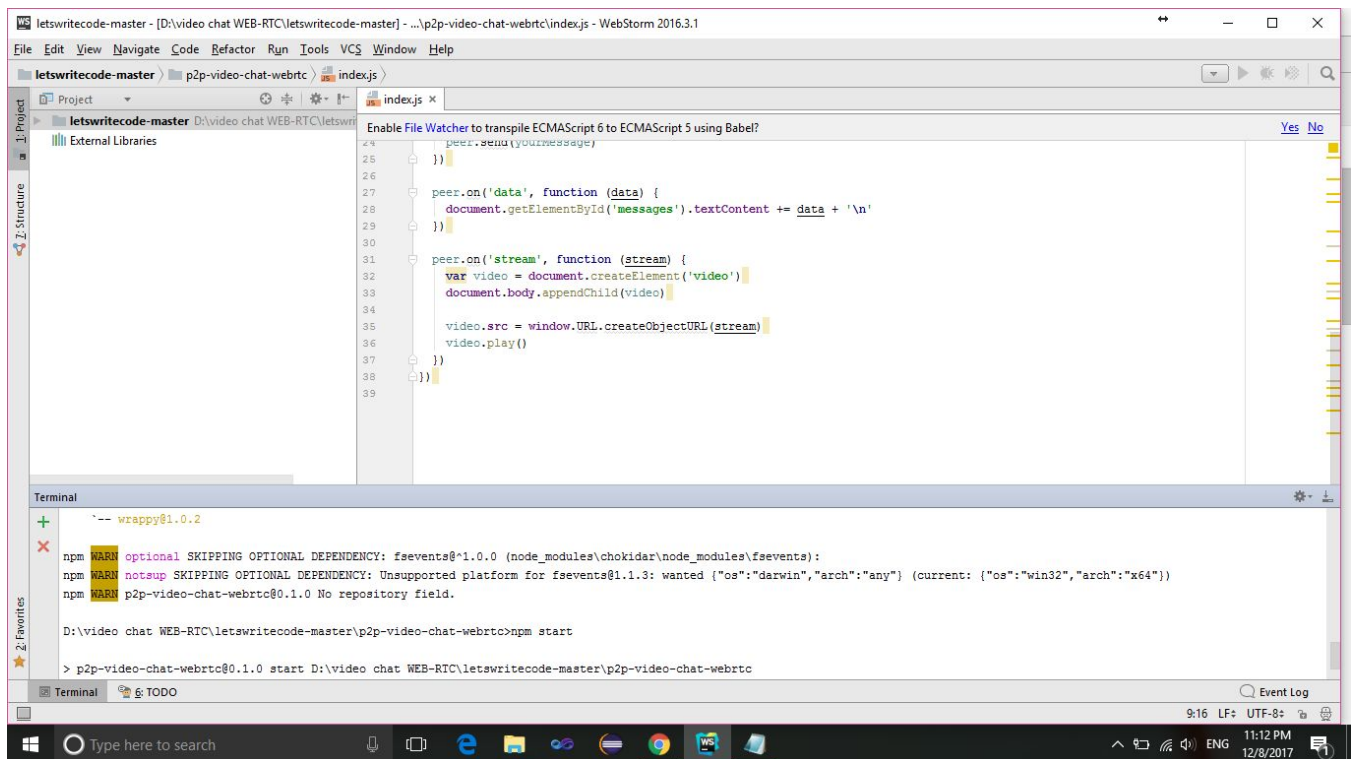 WS letswritecode-master - [D:\video chat WEB-RTC\letswritecode-master] - ...\p2p-video-chat-webrtc\index.js - WebStorm 2016.3.1
File Edit View Navigate Code Refactor Run Tools VCS Window Help
letswritecode-master p2p-video-chat-webrtc JS index.js
1: Project
Z: Structure
2: Favorites
Project
letswritecode-master D:\video chat WEB-RTC\letswri
External Libraries
JS index.js ×
Enable File Watcher to transpile ECMAScript 6 to ECMAScript 5 using Babel? Yes No
24 peer.send(yourMessage)
25 })
26
27 peer.on('data', function (data) {
28 document.getElementById('messages').textContent += data + '\n'
29 })
30
31 peer.on('stream', function (stream) {
32 var video = document.createElement('video')
33 document.body.appendChild(video)
34
35 video.src = window.URL.createObjectURL(stream)
36 video.play()
37 })
38 })
39
Terminal
`-- wrappy@1.0.2
npm WARN optional SKIPPING OPTIONAL DEPENDENCY: fsevents@^1.0.0 (node_modules\chokidar\node_modules\fsevents):
npm WARN notsup SKIPPING OPTIONAL DEPENDENCY: Unsupported platform for fsevents@1.1.3: wanted {"os":"darwin","arch":"any"} (current: {"os":"win32","arch":"x64"})
npm WARN p2p-video-chat-webrtc@0.1.0 No repository field.
D:\video chat WEB-RTC\letswritecode-master\p2p-video-chat-webrtc>npm start
> p2p-video-chat-webrtc@0.1.0 start D:\video chat WEB-RTC\letswritecode-master\p2p-video-chat-webrtc
Terminal 6: TODO Event Log
9:16 LF÷ UTF-8÷
Type here to search
WS
ENG
11:12 PM
12/8/2017
1